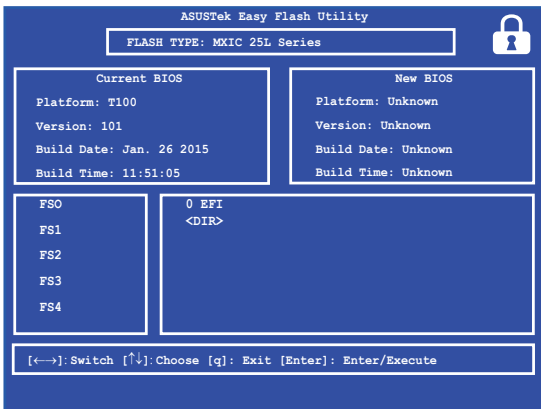 ASUSTek Easy Flash Utility
FLASH TYPE: MXIC 25L Series
Current BIOS
Platform: T100
Version: 101
Build Date: Jan. 26 2015
Build Time: 11:51:05
New BIOS
Platform: Unknown
Version: Unknown
Build Date: Unknown
Build Time: Unknown
FSO
FS1
FS2
FS3
FS4
0 EFI
<DIR>
[←→]: Switch [↑↓]: Choose [q]: Exit [Enter]: Enter/Execute